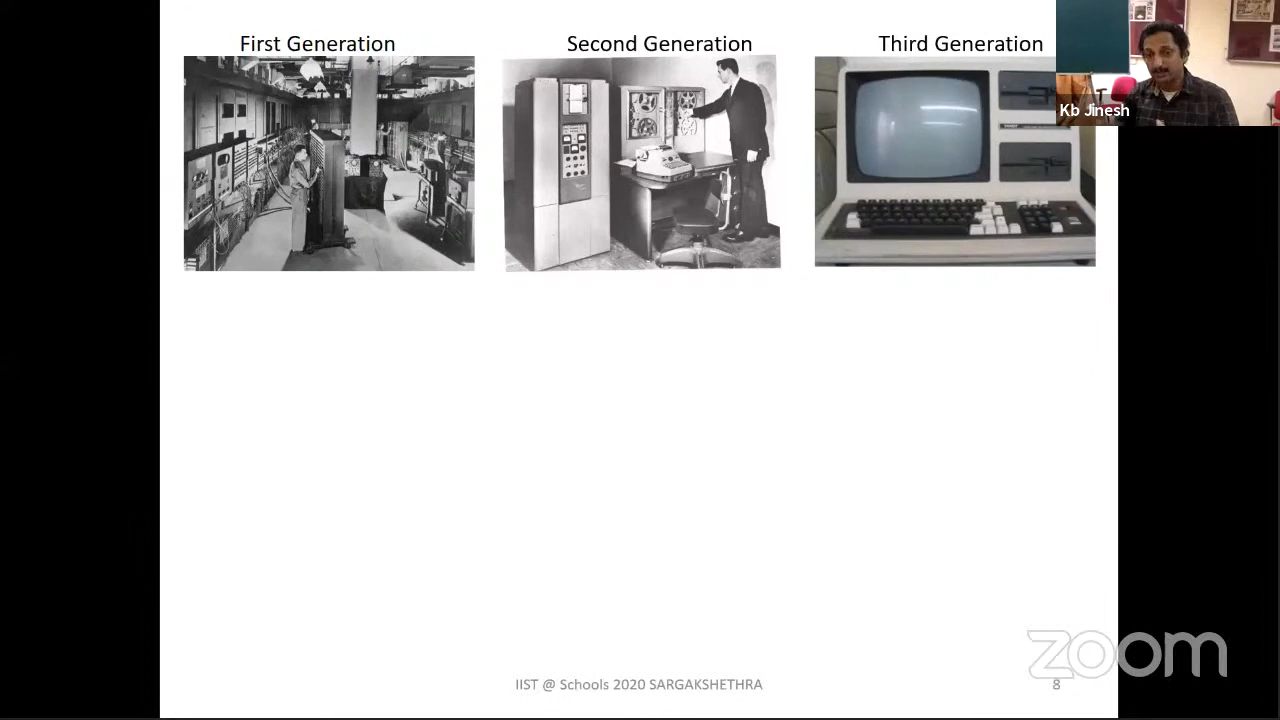 First Generation
Second Generation
Third Generation
Kb Jinesh
zoom
IIST @ Schools 2020 SARGAKSHETHRA
8